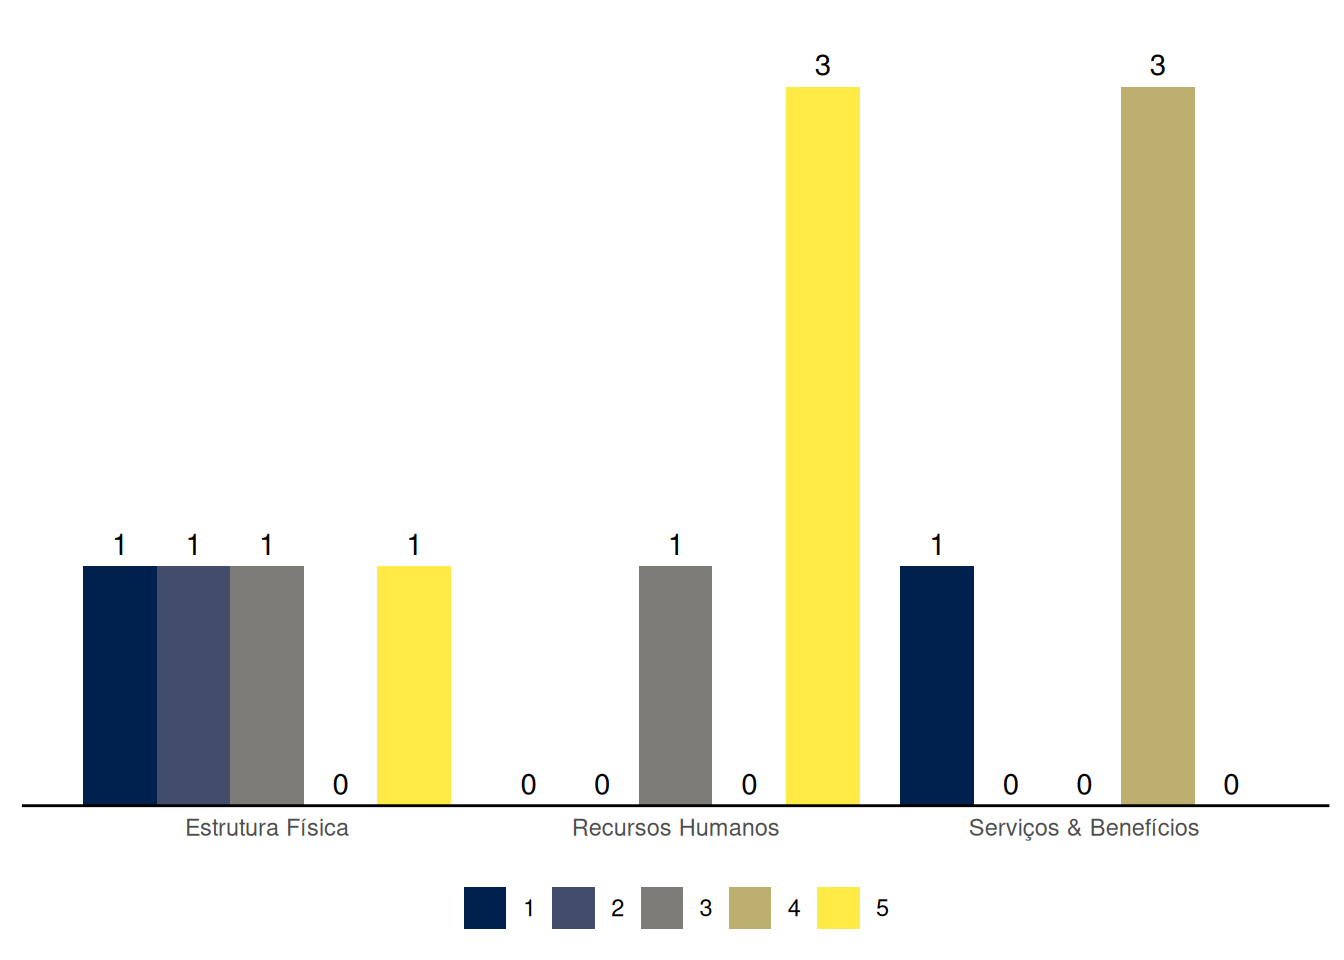 3 3
1 1 1 1 1 1
0 0 0 0 0 0 0
Estrutura Física Recursos Humanos Serviços & Benefícios
1 2 3 4 5